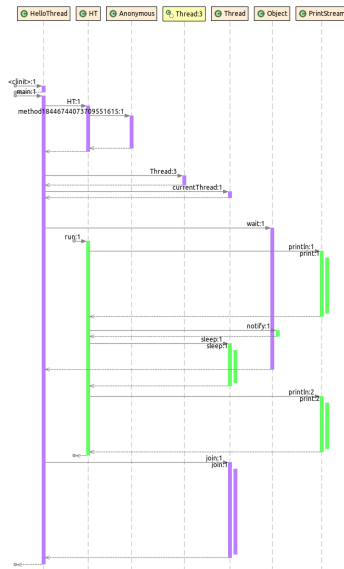 HelloThread
HT
Anonymous
Thread:3
Thread
Object
PrintStream
<clinit>:1
main:1
HT:1
method18446744073709551615:1
Thread:3
currentThread:1
wait:1
run:1
println:1
print:1
notify:1
sleep:1
sleep:1
println:2
print:2
join:1
join:1